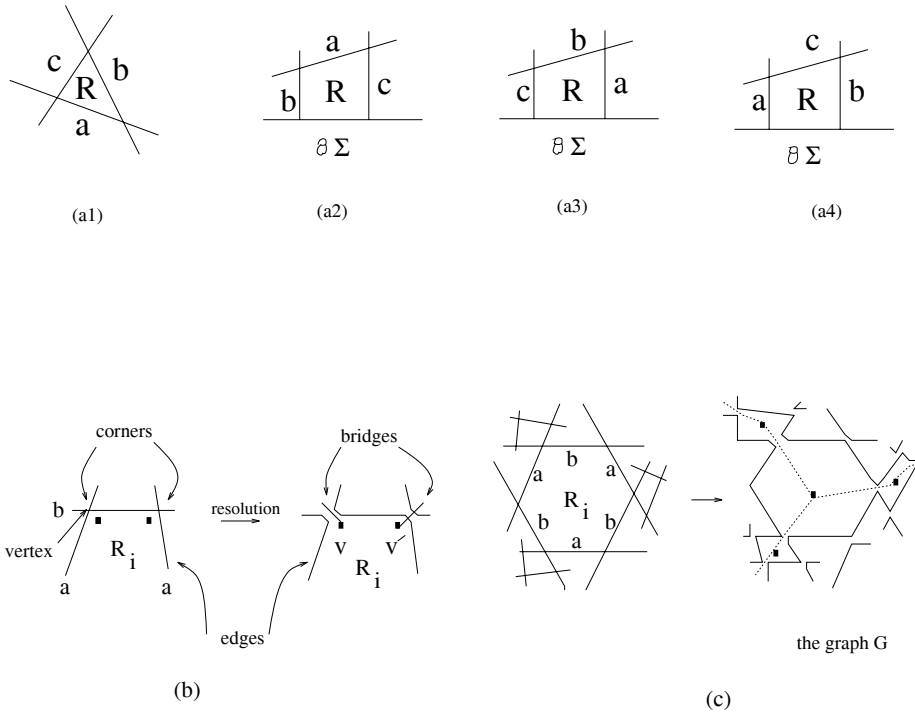 c b R a
(a1)
a
b R c
∂ Σ
(a2)
b
c R a
∂ Σ
(a3)
c
a R b
∂ Σ
(a4)
corners
b
vertex
R i
a a
edges
resolution
bridges
v v'
R i
(b)
b
a a
R i
b b
a
the graph G
(c)